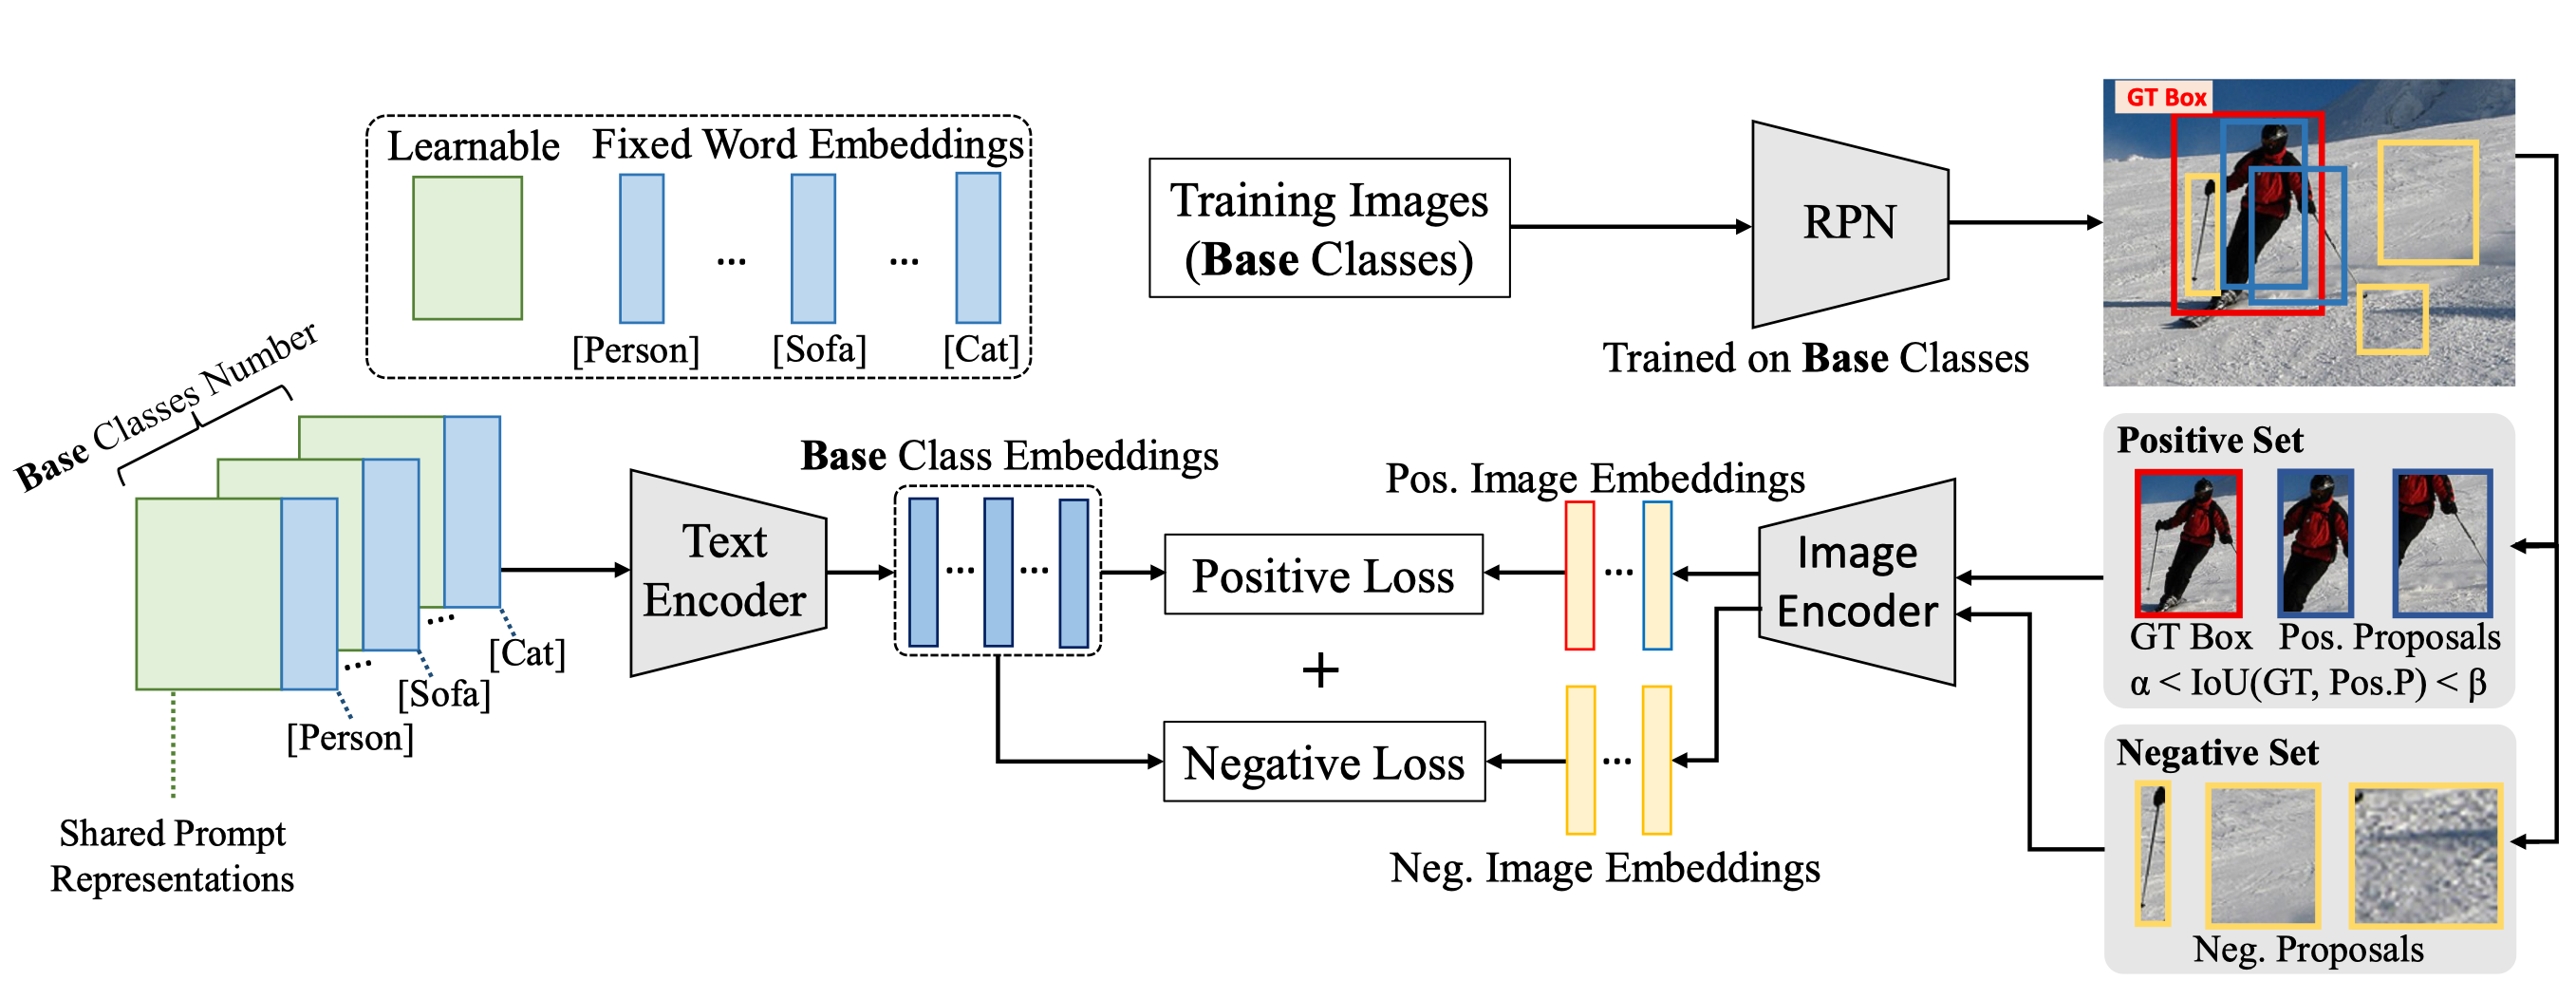 Learnable
Fixed Word Embeddings
...
...
[Person]
[Sofa]
[Cat]
Training Images
(Base Classes)
RPN
Trained on Base Classes
GT Box
Base Classes Number
...
...
[Cat]
[Sofa]
[Person]
Shared Prompt
Representations
Text
Encoder
Base Class Embeddings
...
...
Positive Loss
+
Negative Loss
Pos. Image Embeddings
...
...
Neg. Image Embeddings
Image
Encoder
Positive Set
GT Box
Pos. Proposals
α < IoU(GT, Pos.P) < β
Negative Set
Neg. Proposals